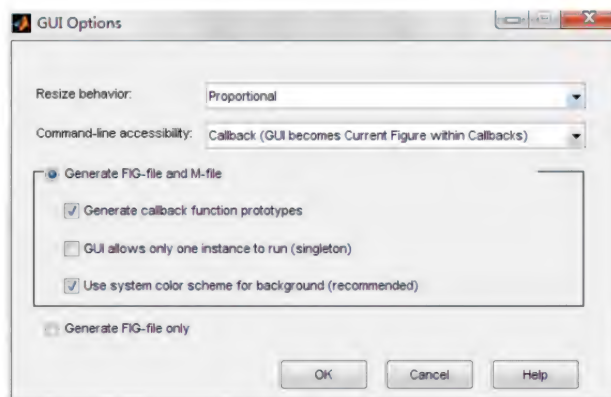 GUI Options
Resize behavior: Proportional
Command-line accessibility: Callback (GUI becomes Current Figure within Callbacks)
Generate FIG-file and M-file
Generate callback function prototypes
GUI allows only one instance to run (singleton)
Use system color scheme for background (recommended)
Generate FIG-file only
OK Cancel Help